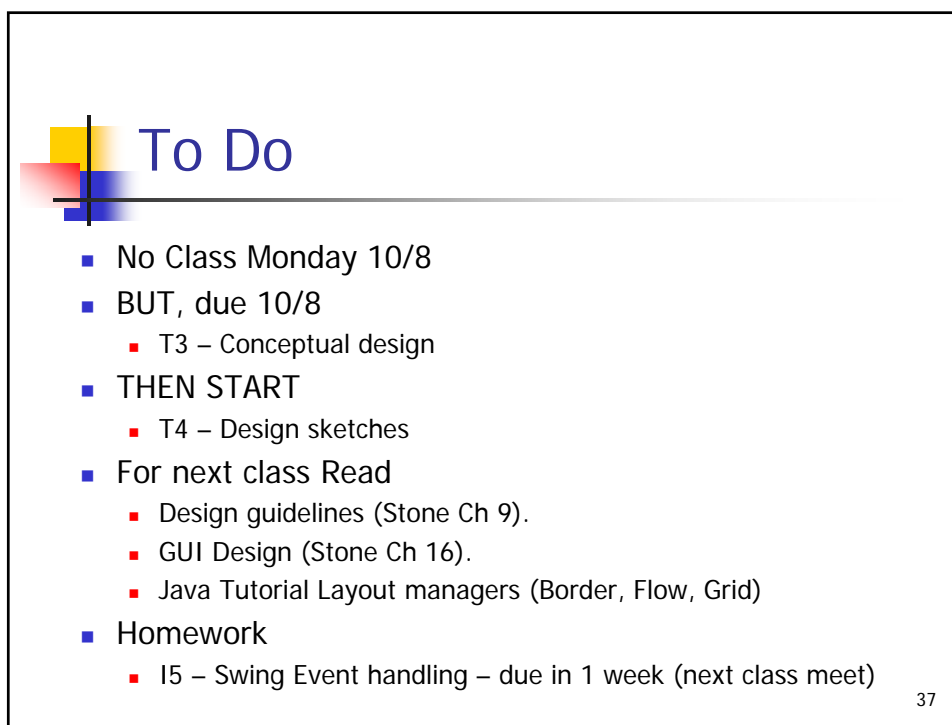 To Do
■ No Class Monday 10/8
■ BUT, due 10/8
■ T3 – Conceptual design
■ THEN START
■ T4 – Design sketches
■ For next class Read
■ Design guidelines (Stone Ch 9).
■ GUI Design (Stone Ch 16).
■ Java Tutorial Layout managers (Border, Flow, Grid)
■ Homework
■ I5 – Swing Event handling – due in 1 week (next class meet)
37